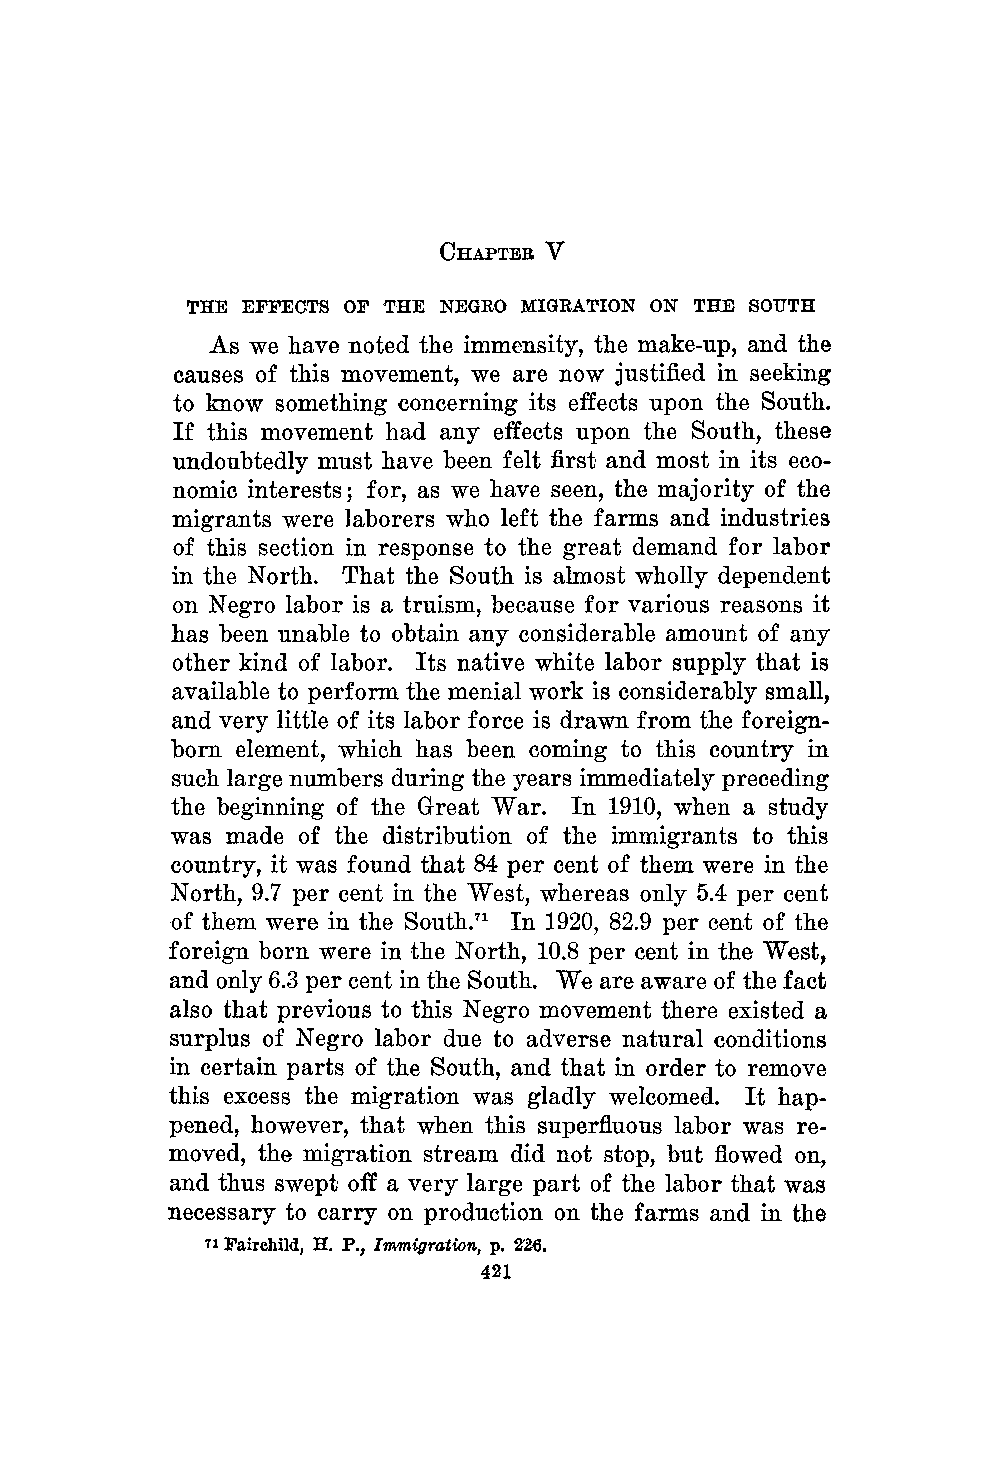 CHAPTER V
THE EFFECTS OF THE NEGRO MIGRATION ON THE SOUTH
As we have noted the immensity, the make-up, and the
causes of this movement, we are now justified in seeking
to know something concerning its effects upon the South.
If this movement had any effects upon the South, these
undoubtedly must have been felt first and most in its eco-
nomic interests; for, as we have seen, the majority of the
migrants were laborers who left the farms and industries
of this section in response to the great demand for labor
in the North. That the South is almost wholly dependent
on Negro labor is a truism, because for various reasons it
has been unable to obtain any considerable amount of any
other kind of labor. Its native white labor supply that is
available to perform the menial work is considerably small,
and very little of its labor force is drawn from the foreign-
born element, which has been coming to this country in
such large numbers during the years immediately preceding
the beginning of the Great War. In 1910, when a study
was made of the distribution of the immigrants to this
country, it was found that 84 per cent of them were in the
North, 9.7 per cent in the West, whereas only 5.4 per cent
of them were in the South.71 In 1920, 82.9 per cent of the
foreign born were in the North, 10.8 per cent in the West,
and only 6.3 per cent in the South. We are aware of the fact
also that previous to this Negro movement there existed a
surplus of Negro labor due to adverse natural conditions
in certain parts of the South, and that in order to remove
this excess the migration was gladly welcomed. It hap-
pened, however, that when this superfluous labor was re-
moved, the migration stream did not stop, but flowed on,
and thus swept off a very large part of the labor that was
necessary to carry on production on the farms and in the
71 Fairchild, H. P., Immigration, p. 226.
421